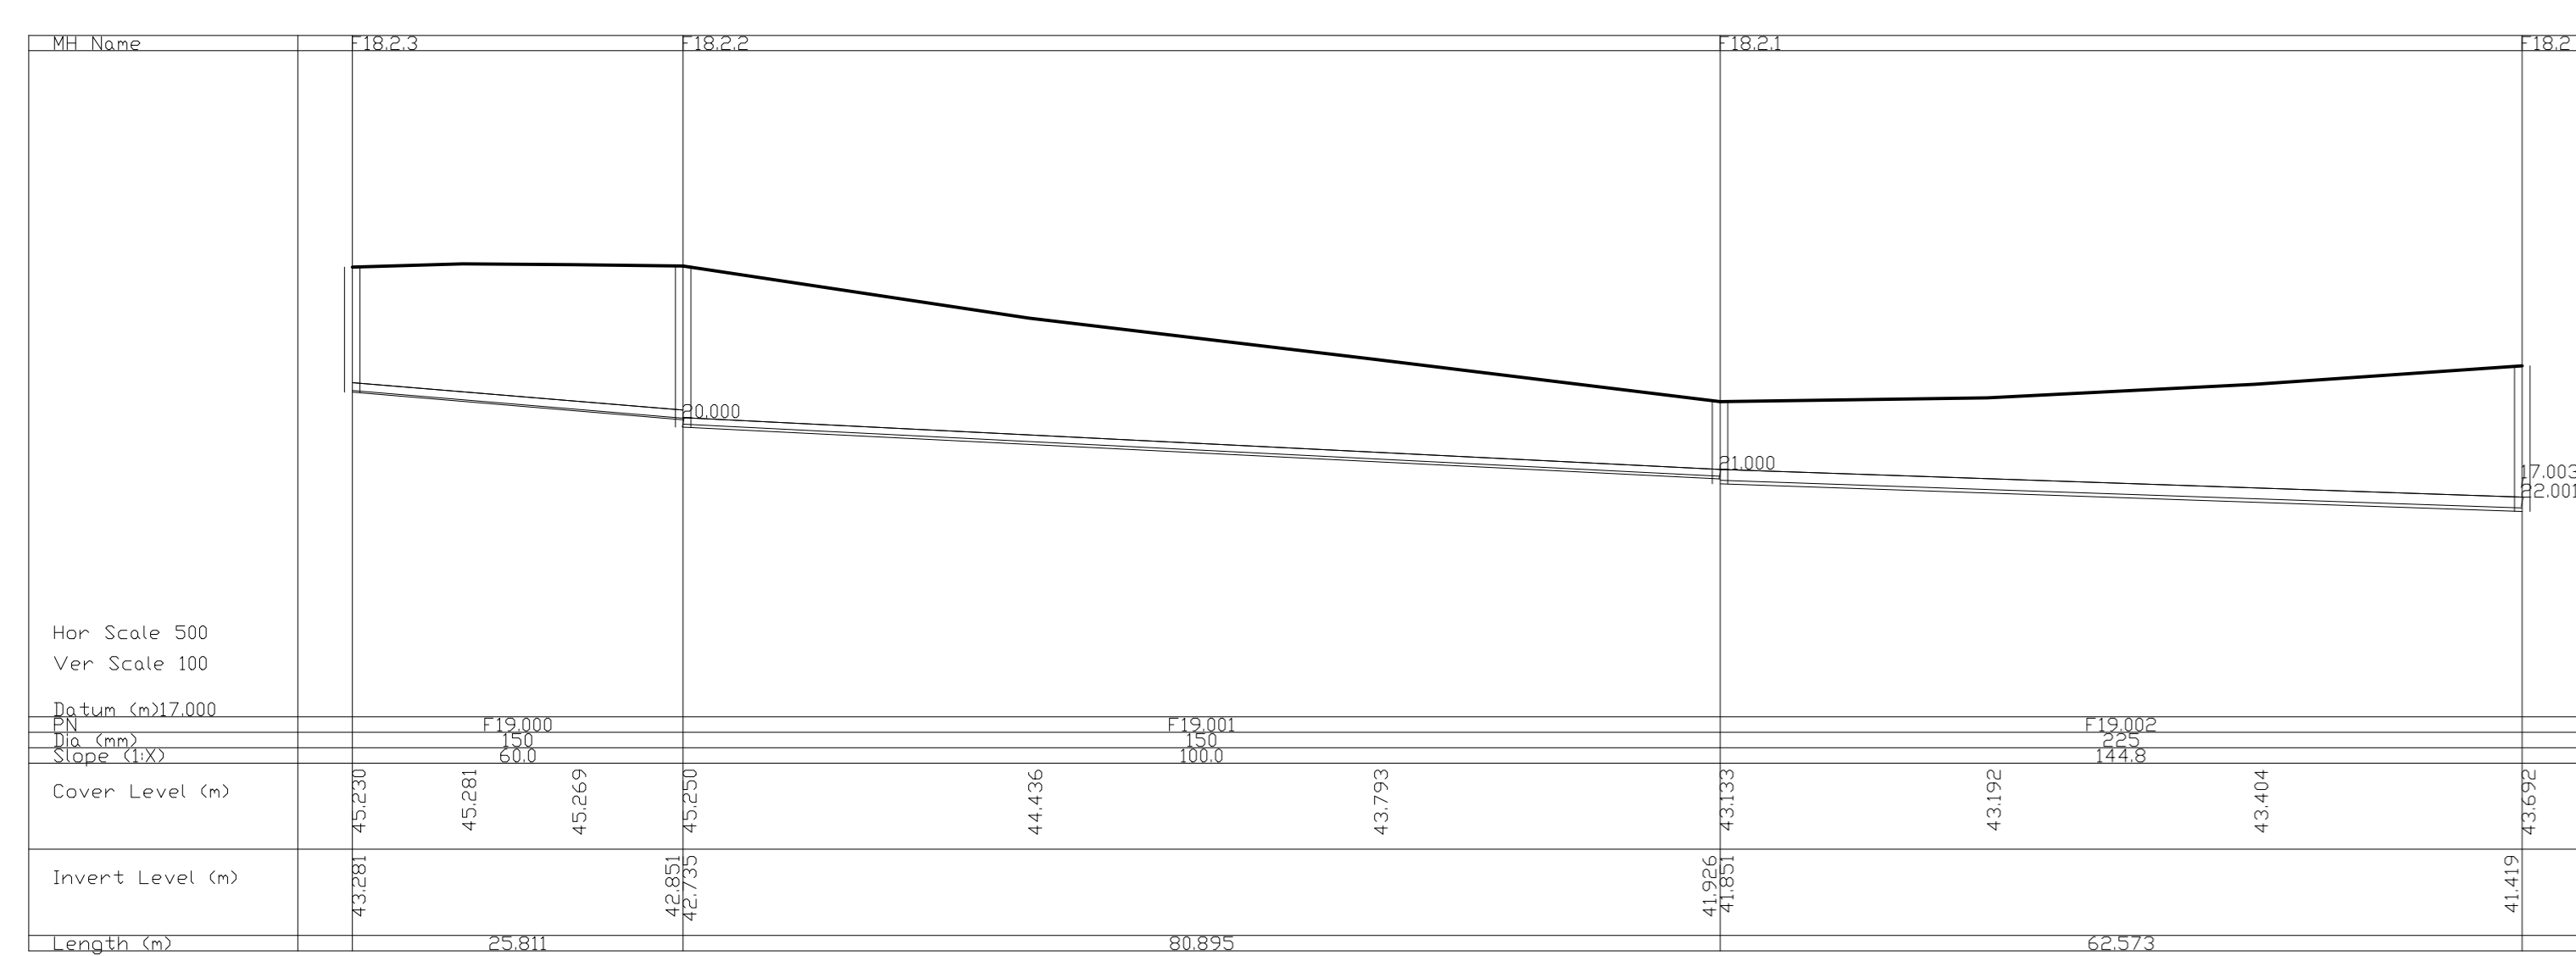 MH Name F18.2.3 F18.2.2 F18.2.1 F18.2
20.000
21.000
17.003
22.001
Hor Scale 500
Ver Scale 100
Datum (m)17.000
PN F19.000 F19.001 F19.002
Dia (mm) 150 150 225
Slope (1:X) 60.0 100.0 144.8
Cover Level (m) 45.230 45.281 45.269 45.250 44.436 43.793 43.133 43.192 43.404 43.692
Invert Level (m) 43.281 42.851 42.735 41.926 41.851 41.419
Length (m) 25.811 80.895 62.573